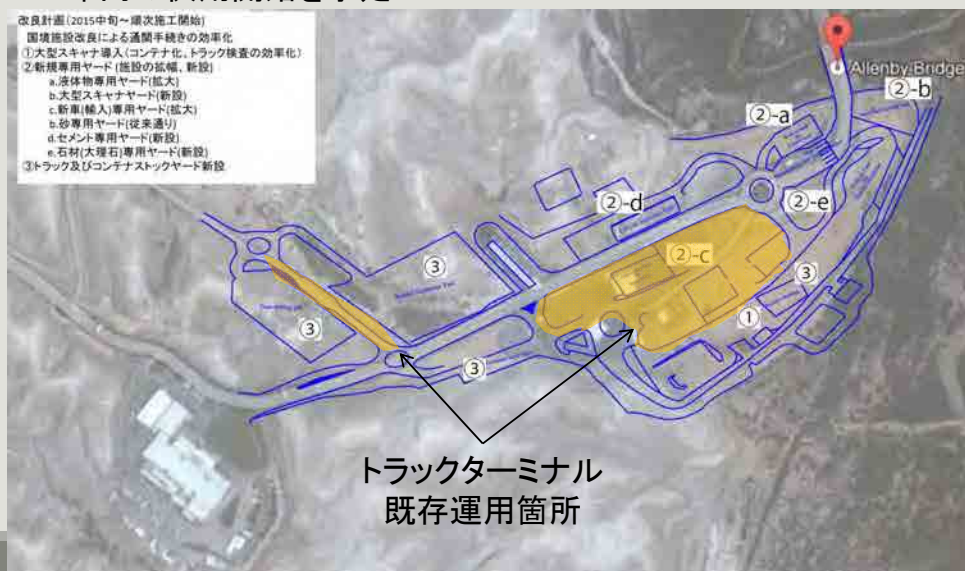 改良計画(2015中旬~順次施工開始)
国境施設改良による通関手続きの効率化
①大型スキャナ導入(コンテナ化、トラック検査の効率化)
②新規専用ヤード(施設の拡幅、新設)
a.液体物専用ヤード(拡大)
b.大型スキャナヤード(新設)
c.新車(輸入)専用ヤード(拡大)
b.砂専用ヤード(従来通り)
d.セメント専用ヤード(新設)
e.石材(大理石)専用ヤード(新設)
③トラック及びコンテナストックヤード新設
Allenby Bridge
②-b
②-a
②-d
②-e
②-c
③
③
③
①
③
トラックターミナル
既存運用箇所